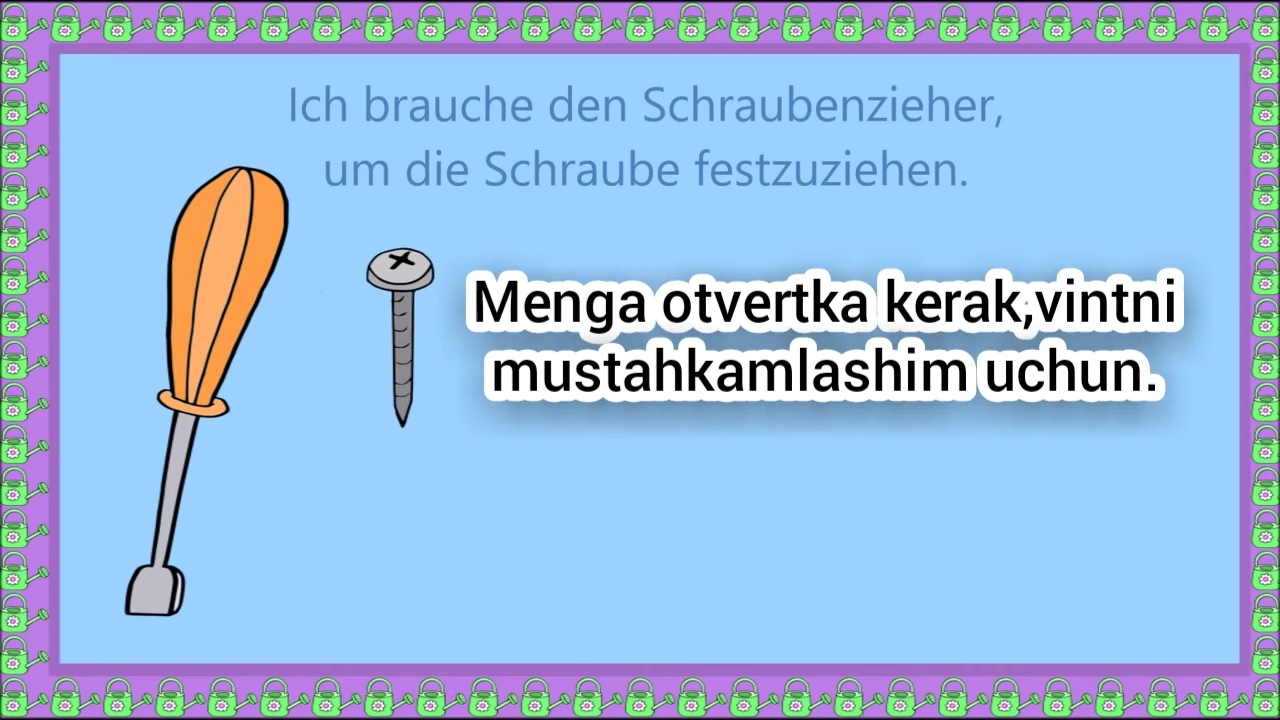 Ich brauche den Schraubenzieher,
um die Schraube festzuziehen.
Menga otvertka kerak,vintni
mustahkamlashim uchun.